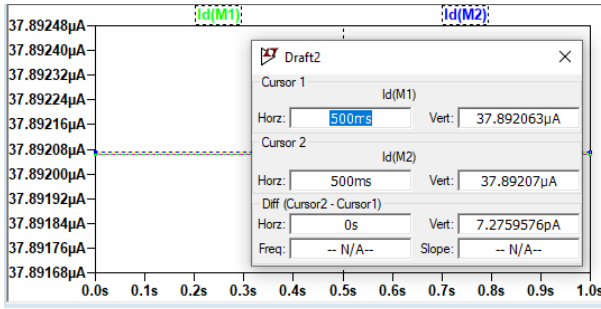 Id(M1) Id(M2)
37.89248µA
37.89240µA
37.89232µA
37.89224µA
37.89216µA
37.89208µA
37.89200µA
37.89192µA
37.89184µA
37.89176µA
37.89168µA
0.0s 0.1s 0.2s 0.3s 0.4s 0.5s 0.6s 0.7s 0.8s 0.9s 1.0s
Draft2
Cursor 1
Id(M1)
Horz: 500ms Vert: 37.892063µA
Cursor 2
Id(M2)
Horz: 500ms Vert: 37.89207µA
Diff (Cursor2 - Cursor1)
Horz: 0s Vert: 7.2759576pA
Freq: -- N/A-- Slope: -- N/A--